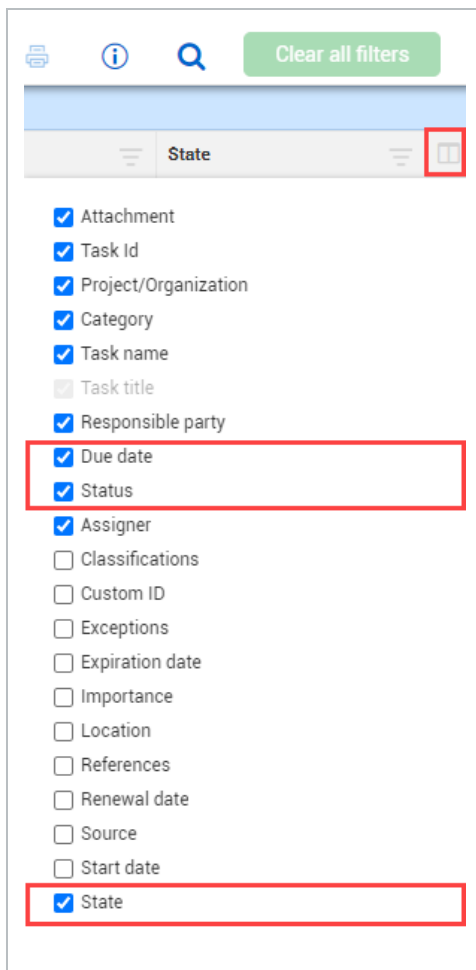 Clear all filters
State
Attachment
Task Id
Project/Organization
Category
Task name
Task title
Responsible party
Due date
Status
Assigner
Classifications
Custom ID
Exceptions
Expiration date
Importance
Location
References
Renewal date
Source
Start date
State